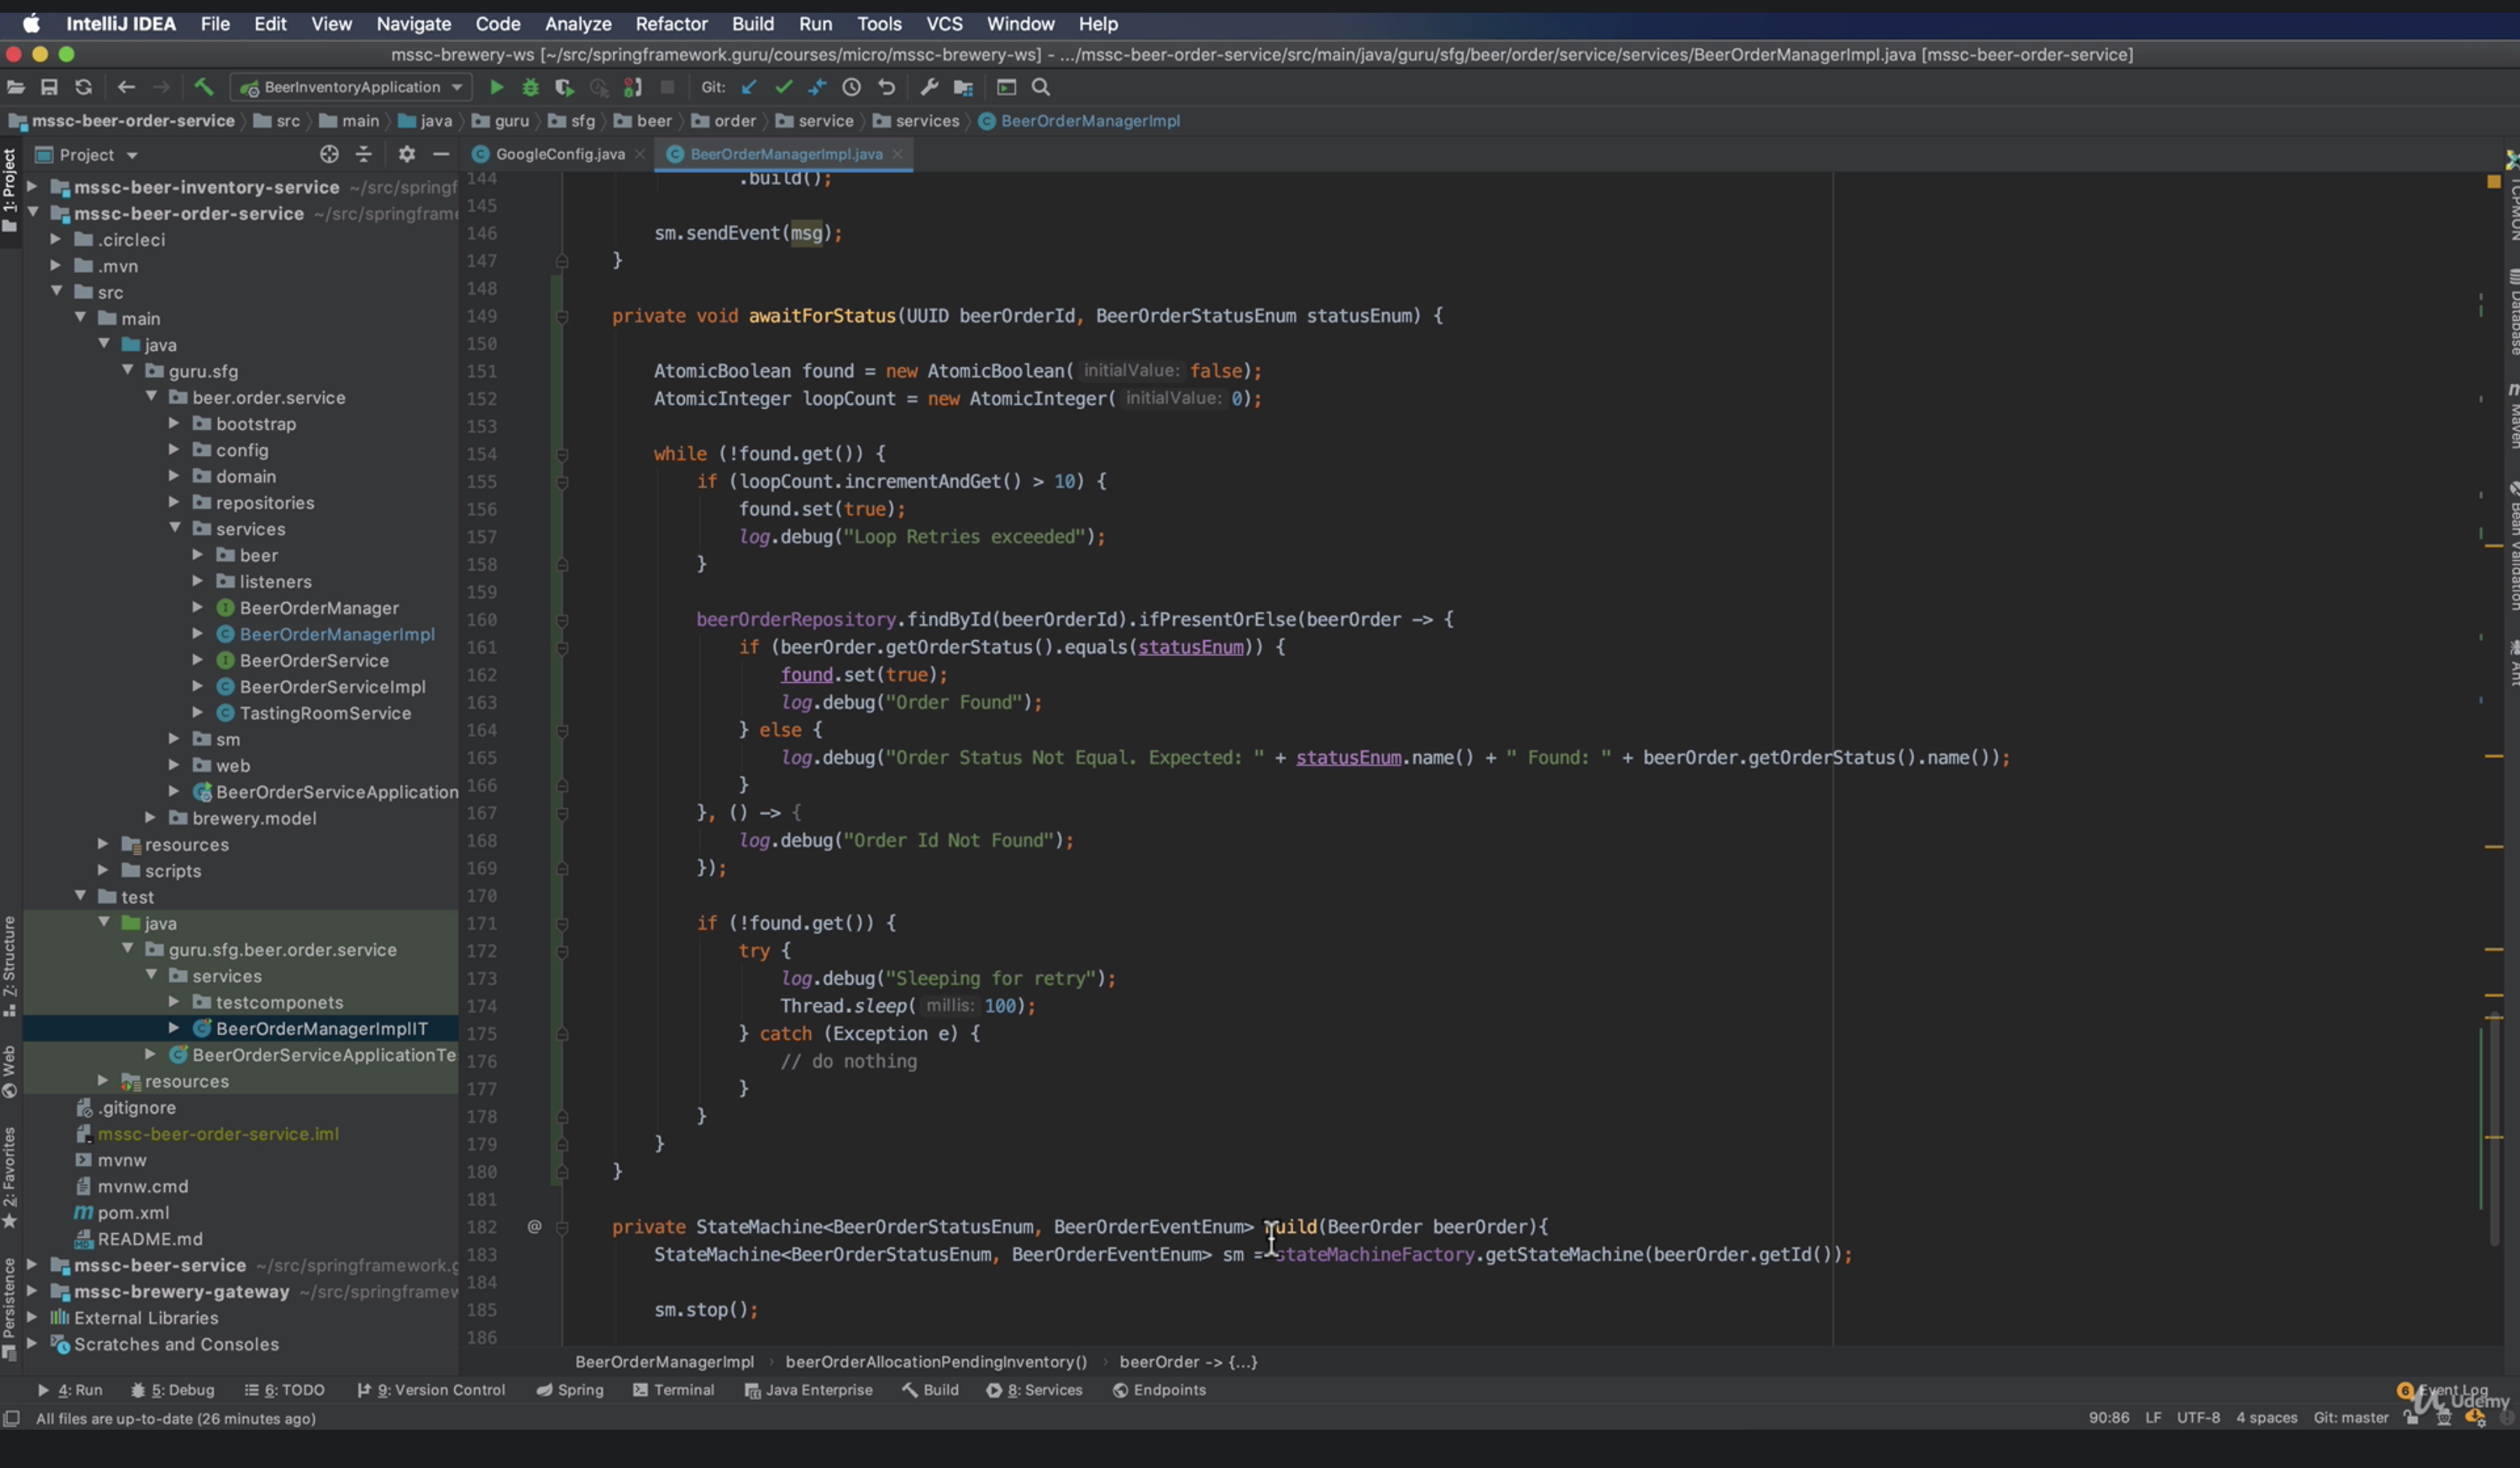 IntelliJ IDEA File Edit View Navigate Code Analyze Refactor Build Run Tools VCS Window Help
mssc-brewery-ws [~/src/springframework.guru/courses/micro/mssc-brewery-ws] - .../mssc-beer-order-service/src/main/java/guru/sfg/beer/order/service/services/BeerOrderManagerImpl.java [mssc-beer-order-service]
BeerInventoryApplication Git:
mssc-beer-order-service src main java guru sfg beer order service services BeerOrderManagerImpl
1: Project
Z: Structure
Web
2: Favorites
Persistence
Project
mssc-beer-inventory-service ~/src/springf
mssc-beer-order-service ~/src/springframe
.circleci
.mvn
src
main
java
guru.sfg
beer.order.service
bootstrap
config
domain
repositories
services
beer
listeners
BeerOrderManager
BeerOrderManagerImpl
BeerOrderService
BeerOrderServiceImpl
TastingRoomService
sm
web
BeerOrderServiceApplication
brewery.model
resources
scripts
test
java
guru.sfg.beer.order.service
services
testcomponets
BeerOrderManagerImplIT
BeerOrderServiceApplicationTe
resources
.gitignore
mssc-beer-order-service.iml
mvnw
mvnw.cmd
pom.xml
README.md
mssc-beer-service ~/src/springframework.g
mssc-brewery-gateway ~/src/springframew
External Libraries
Scratches and Consoles
GoogleConfig.java BeerOrderManagerImpl.java
144 .build();
145
146 sm.sendEvent(msg);
147 }
148
149 private void awaitForStatus(UUID beerOrderId, BeerOrderStatusEnum statusEnum) {
150
151 AtomicBoolean found = new AtomicBoolean( initialValue: false);
152 AtomicInteger loopCount = new AtomicInteger( initialValue: 0);
153
154 while (!found.get()) {
155 if (loopCount.incrementAndGet() > 10) {
156 found.set(true);
157 log.debug("Loop Retries exceeded");
158 }
159
160 beerOrderRepository.findById(beerOrderId).ifPresentOrElse(beerOrder -> {
161 if (beerOrder.getOrderStatus().equals(statusEnum)) {
162 found.set(true);
163 log.debug("Order Found");
164 } else {
165 log.debug("Order Status Not Equal. Expected: " + statusEnum.name() + " Found: " + beerOrder.getOrderStatus().name());
166 }
167 }, () -> {
168 log.debug("Order Id Not Found");
169 });
170
171 if (!found.get()) {
172 try {
173 log.debug("Sleeping for retry");
174 Thread.sleep( millis: 100);
175 } catch (Exception e) {
176 // do nothing
177 }
178 }
179 }
180 }
181
182 @ private StateMachine<BeerOrderStatusEnum, BeerOrderEventEnum> build(BeerOrder beerOrder){
183 StateMachine<BeerOrderStatusEnum, BeerOrderEventEnum> sm = stateMachineFactory.getStateMachine(beerOrder.getId());
184
185 sm.stop();
186
BeerOrderManagerImpl beerOrderAllocationPendingInventory() beerOrder -> {...}
TCPMON
Database
Maven
Bean Validation
Ant
4: Run 5: Debug 6: TODO 9: Version Control Spring Terminal Java Enterprise Build 8: Services Endpoints 6 Event Log
Udemy
All files are up-to-date (26 minutes ago) 90:86 LF UTF-8 4 spaces Git: master